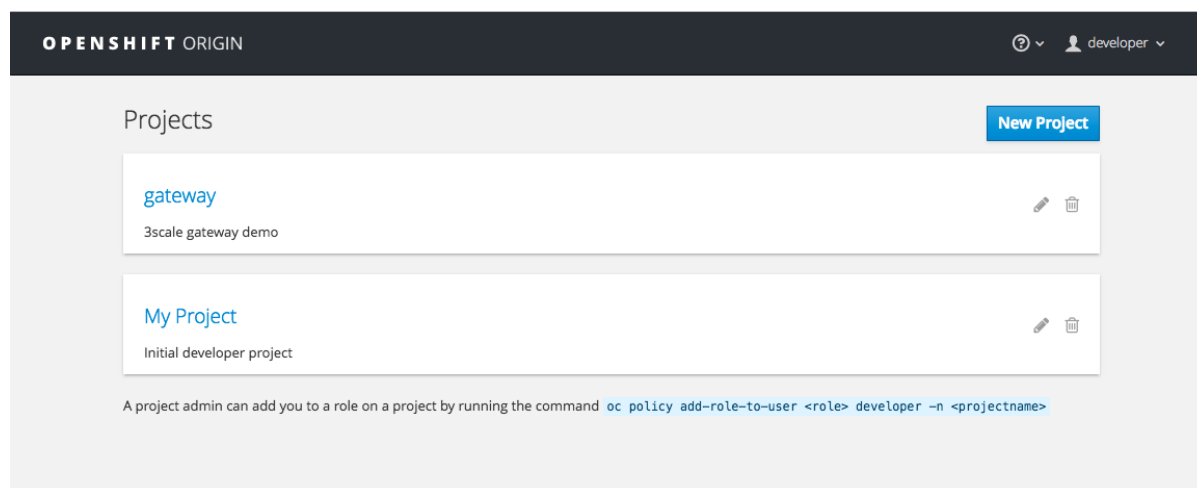 OPENSHIFT ORIGIN
developer
Projects
New Project
gateway
3scale gateway demo
My Project
Initial developer project
A project admin can add you to a role on a project by running the command oc policy add-role-to-user <role> developer -n <projectname>